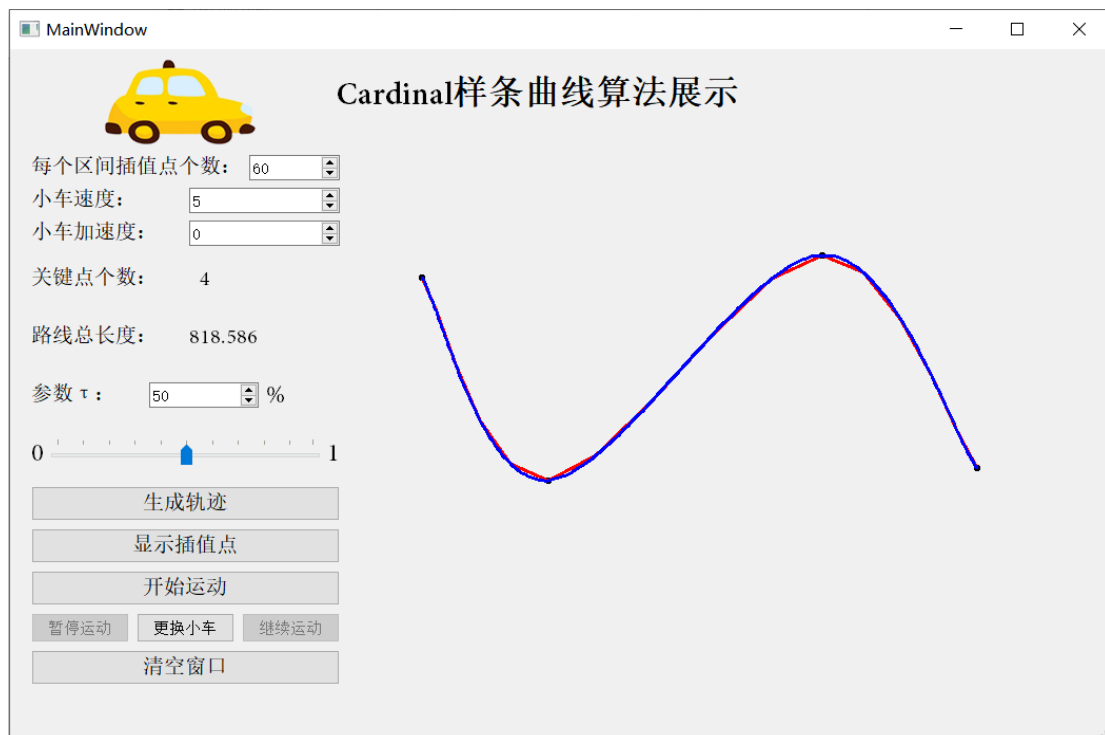 MainWindow
Cardinal样条曲线算法展示
每个区间插值点个数: 60
小车速度: 5
小车加速度: 0
关键点个数: 4
路线总长度: 818.586
参数τ: 50 %
0 1
生成轨迹
显示插值点
开始运动
暂停运动 更换小车 继续运动
清空窗口